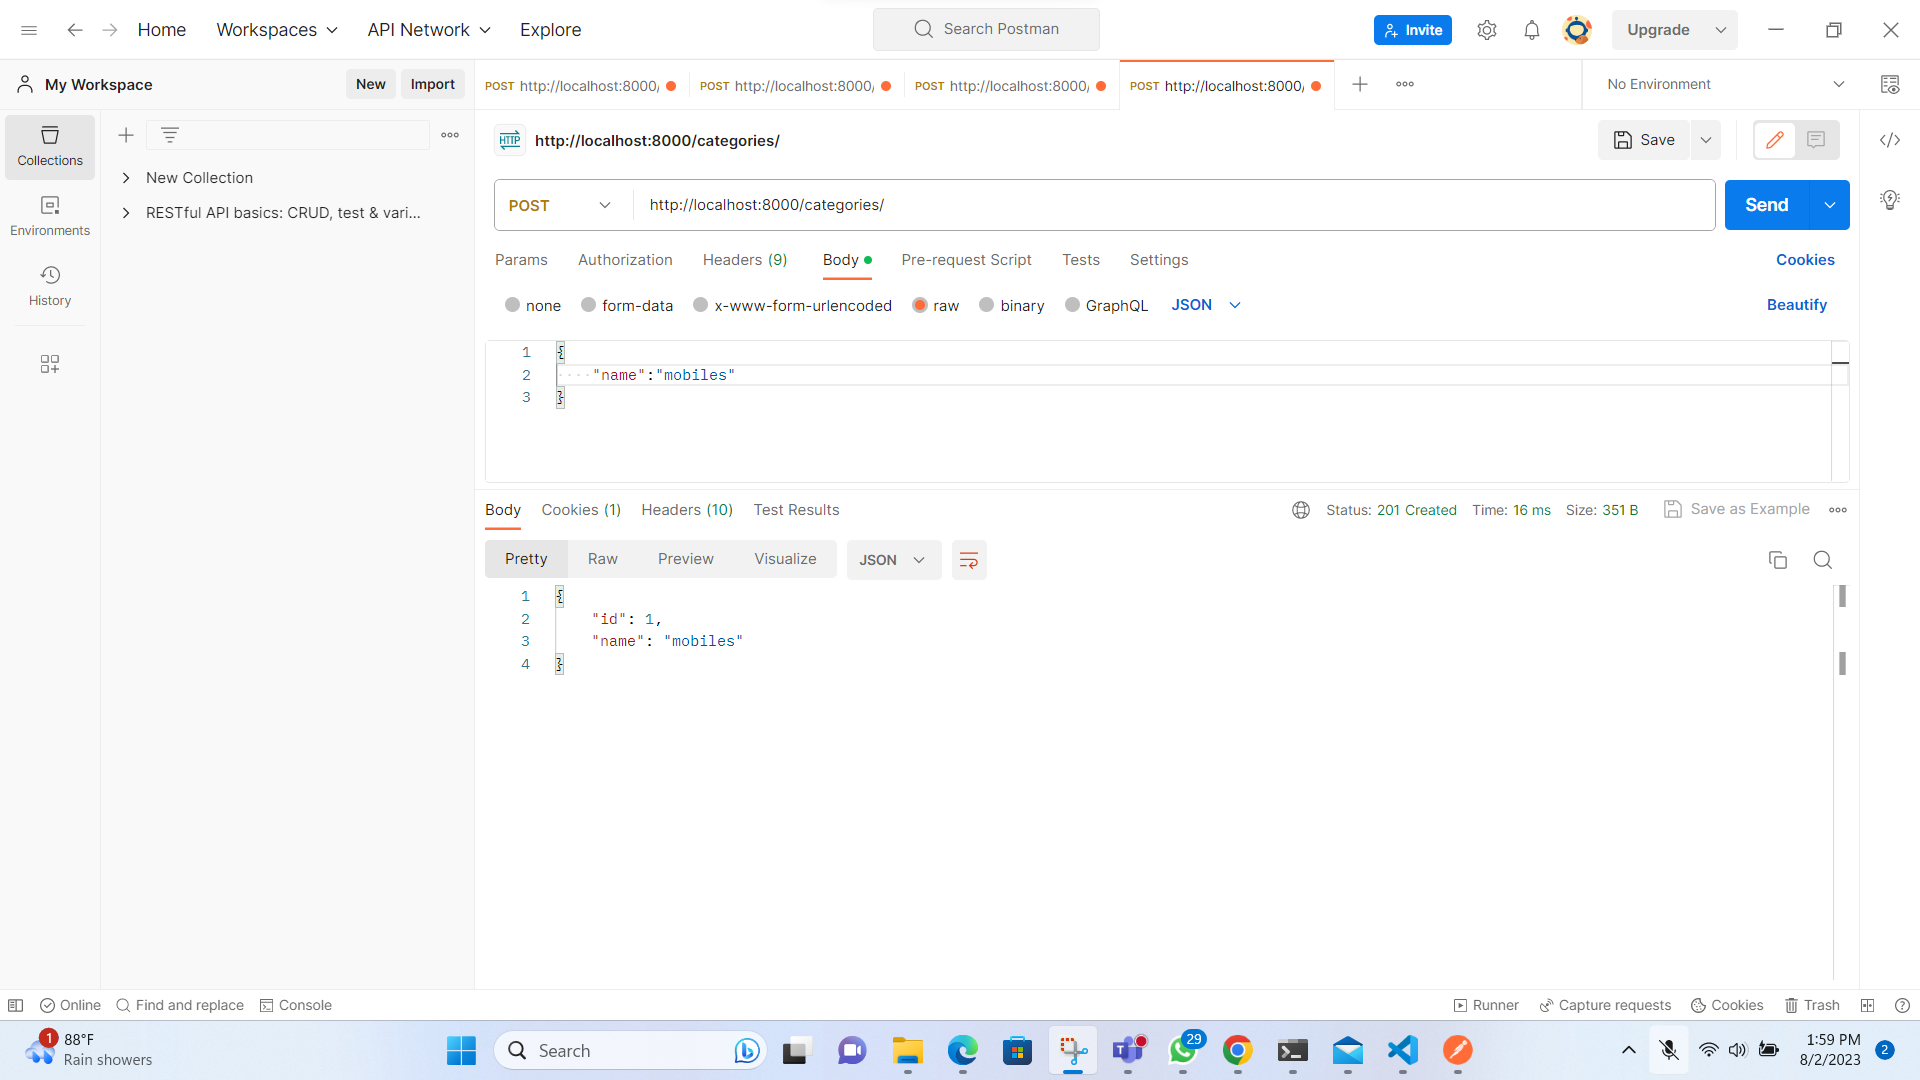 Home Workspaces API Network Explore Search Postman Invite Upgrade
My Workspace New Import POST http://localhost:8000/ POST http://localhost:8000/ POST http://localhost:8000/ POST http://localhost:8000/ No Environment
HTTP http://localhost:8000/categories/ Save
Collections
New Collection
RESTful API basics: CRUD, test & vari...
Environments
History
POST http://localhost:8000/categories/ Send
Params Authorization Headers (9) Body Pre-request Script Tests Settings Cookies
none form-data x-www-form-urlencoded raw binary GraphQL JSON Beautify
1 {
2 "name":"mobiles"
3 }
Body Cookies (1) Headers (10) Test Results Status: 201 Created Time: 16 ms Size: 351 B Save as Example
Pretty Raw Preview Visualize JSON
1 {
2 "id": 1,
3 "name": "mobiles"
4 }
Online Find and replace Console Runner Capture requests Cookies Trash
1 88°F
Rain showers
Search
29
1:59 PM
8/2/2023
2